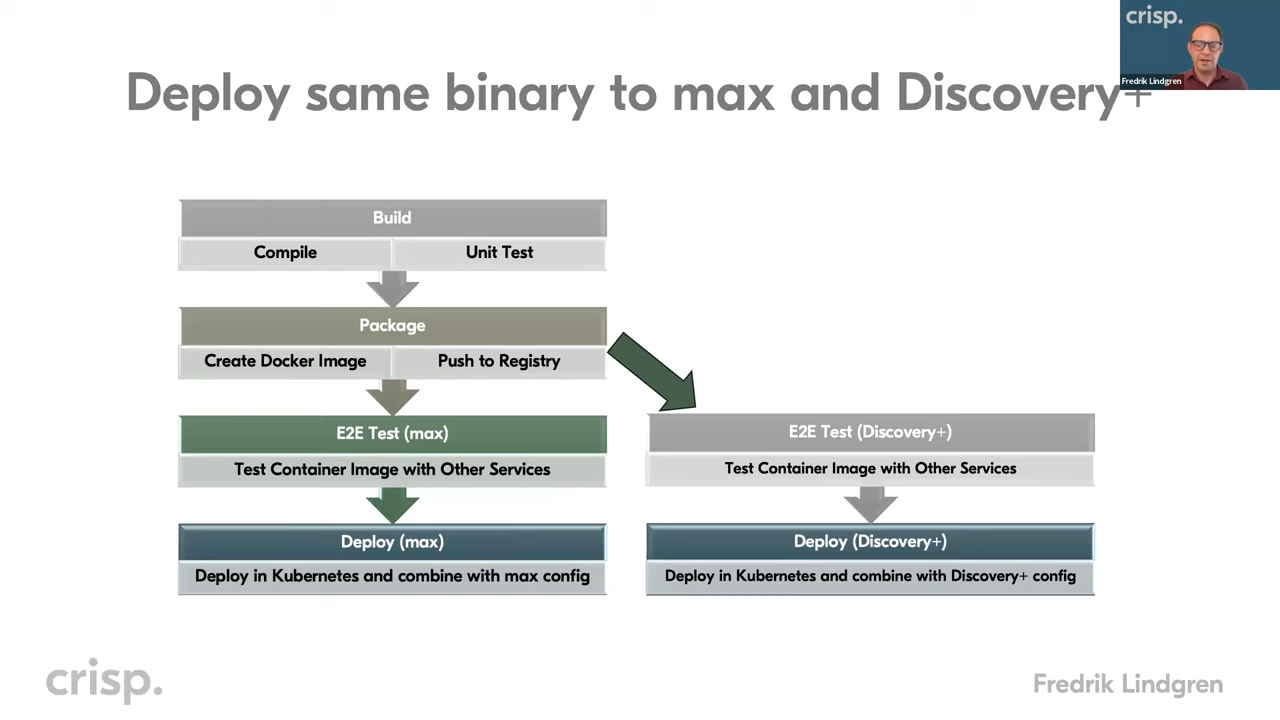 crisp.
Fredrik Lindgren
Deploy same binary to max and Discovery+
Build
Compile
Unit Test
Package
Create Docker Image
Push to Registry
E2E Test (max)
Test Container Image with Other Services
Deploy (max)
Deploy in Kubernetes and combine with max config
E2E Test (Discovery+)
Test Container Image with Other Services
Deploy (Discovery+)
Deploy in Kubernetes and combine with Discovery+ config
crisp.
Fredrik Lindgren